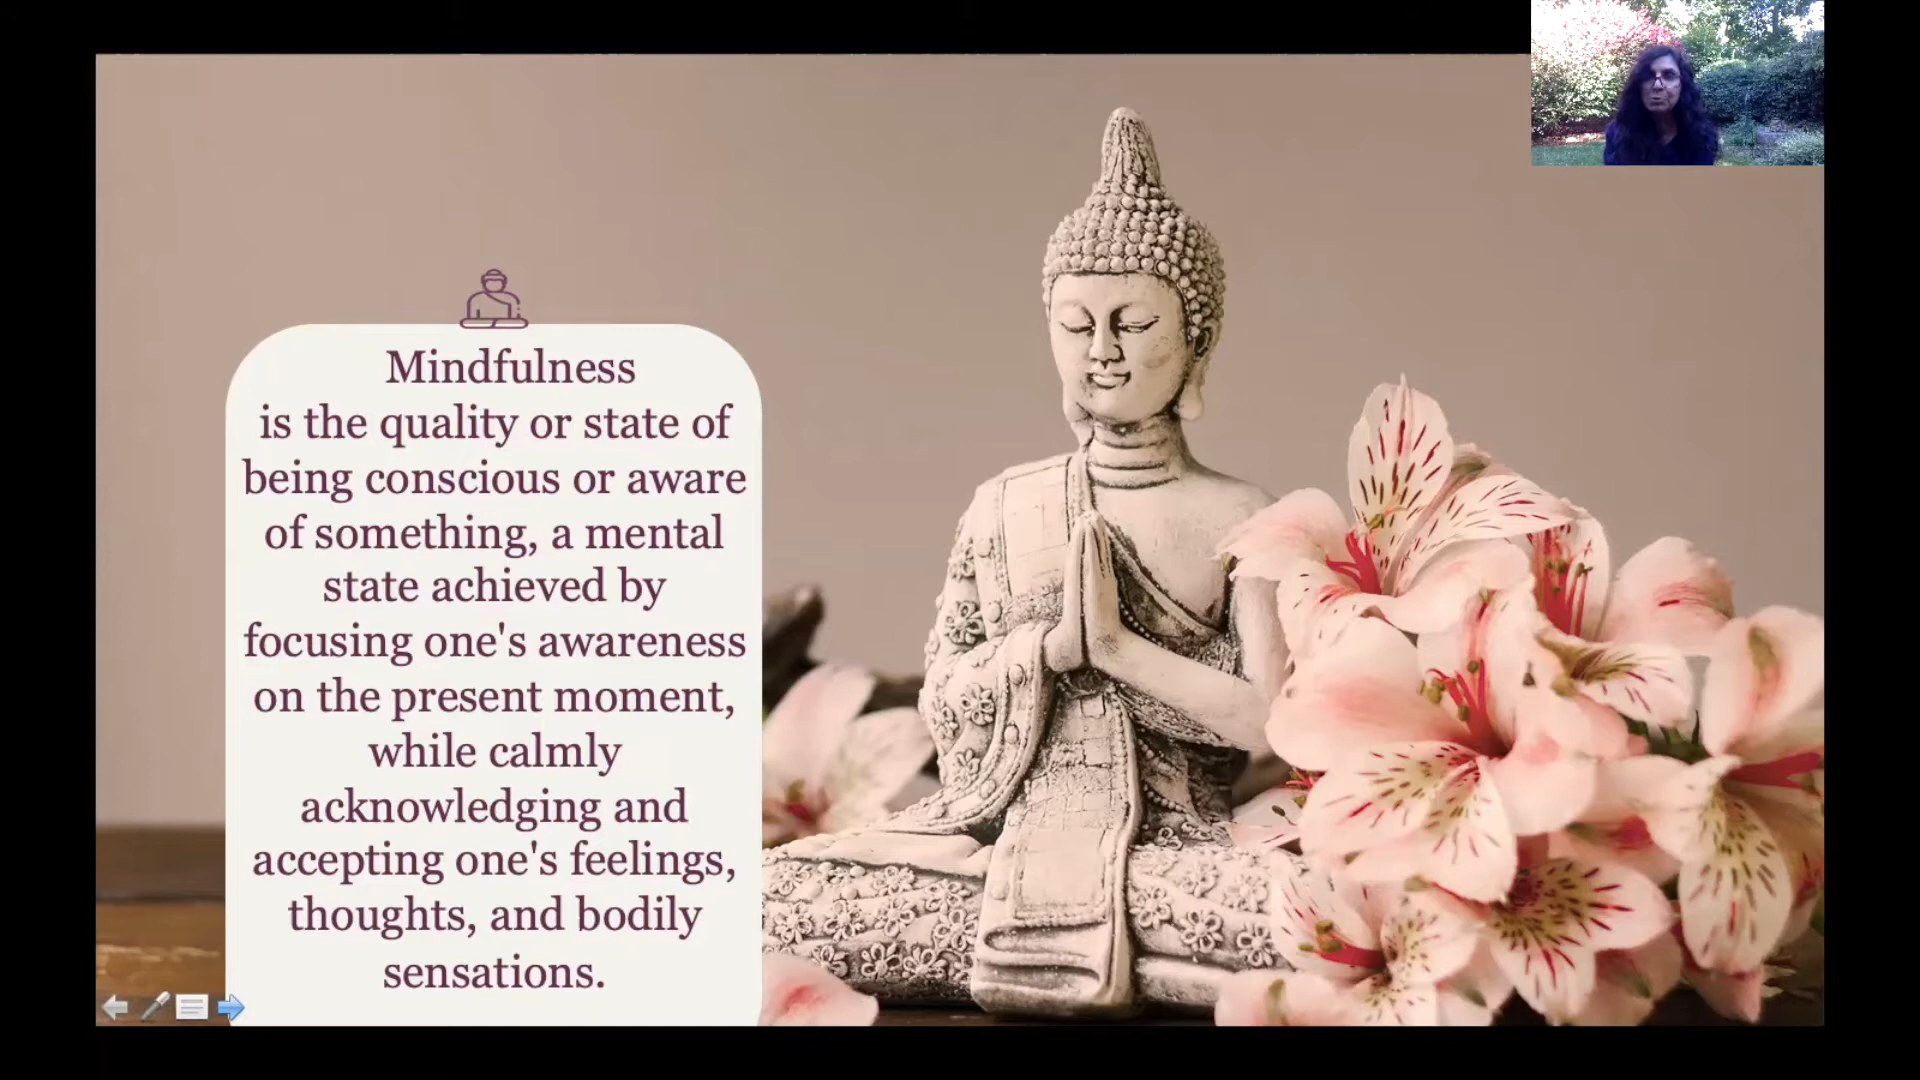 Mindfulness
is the quality or state of
being conscious or aware
of something, a mental
state achieved by
focusing one's awareness
on the present moment,
while calmly
acknowledging and
accepting one's feelings,
thoughts, and bodily
sensations.